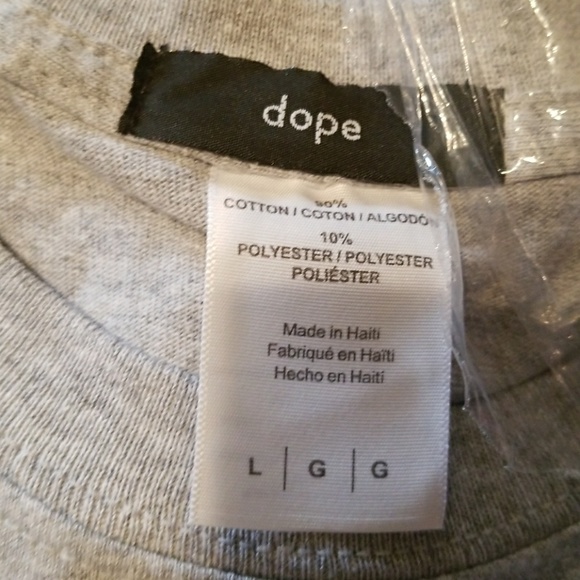 dope
90%
COTTON / COTON / ALGODÓN
10%
POLYESTER / POLYESTER
POLIÉSTER
Made in Haiti
Fabriqué en Haïti
Hecho en Haití
L | G | G